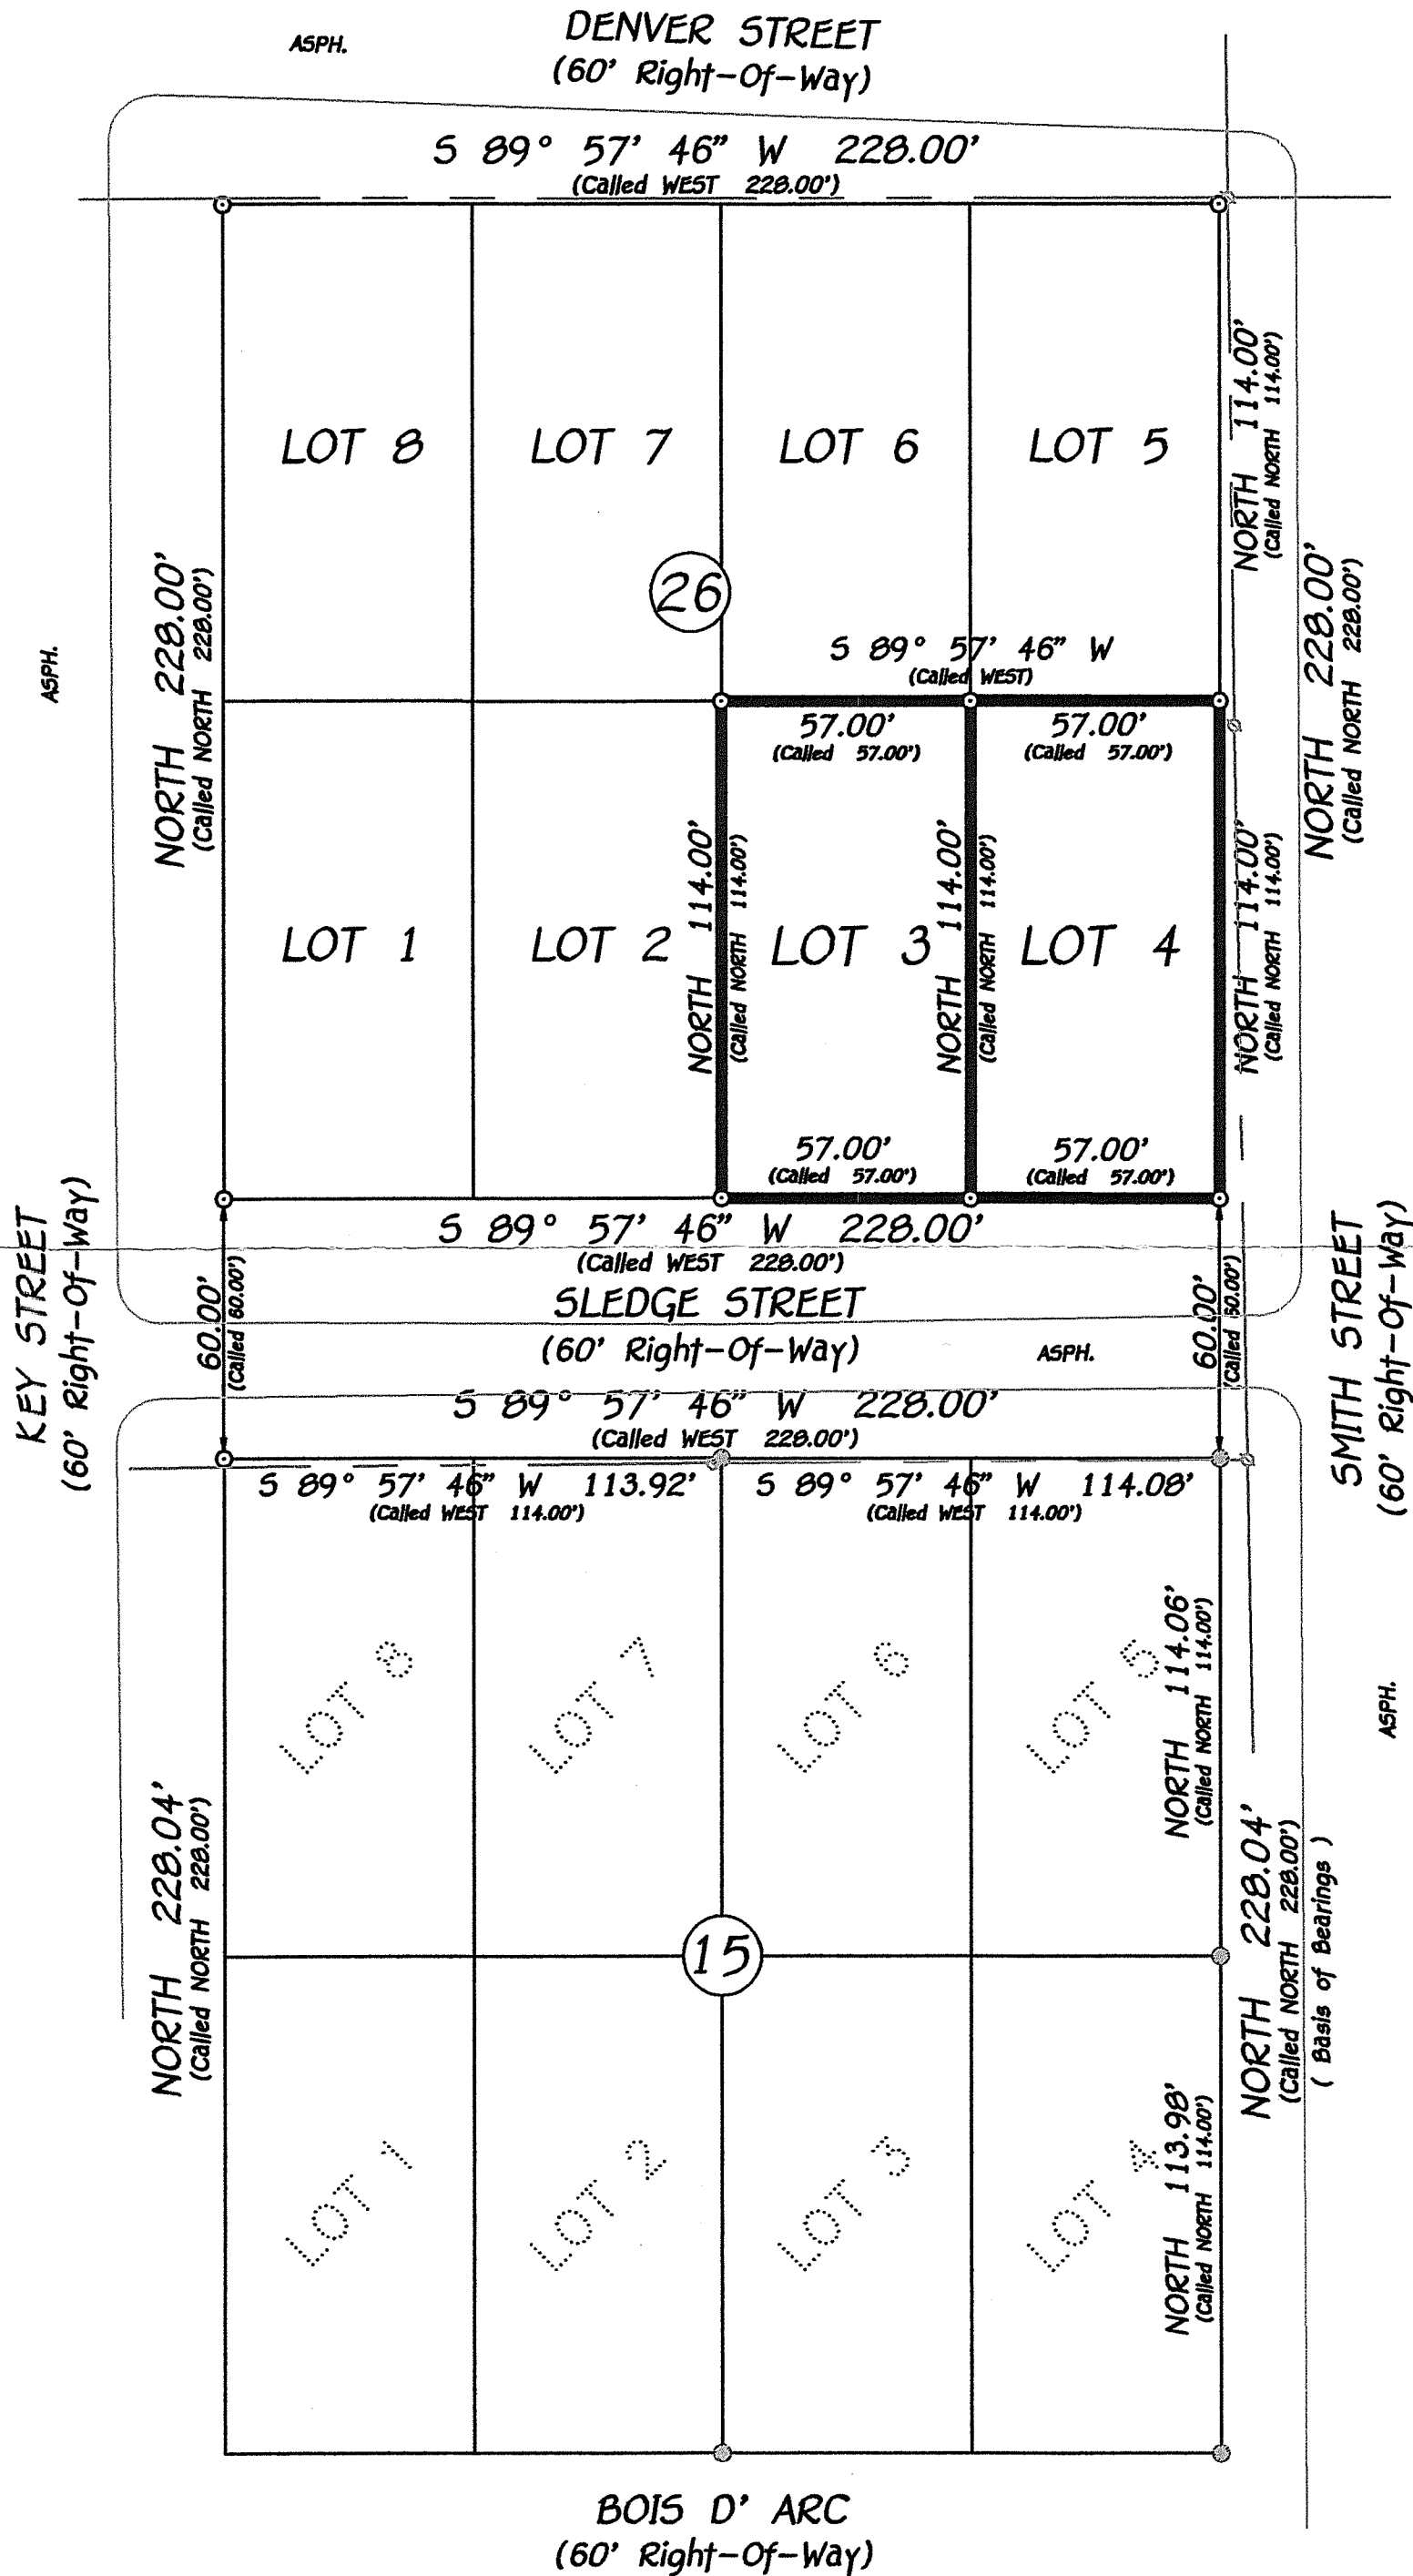 DENVER STREET
(60' Right-Of-Way)
ASPH.
S 89° 57' 46" W 228.00'
(Called WEST 228.00')
LOT 8
LOT 7
LOT 6
LOT 5
NORTH 114.00'
(Called NORTH 114.00')
NORTH 228.00'
(Called NORTH 228.00')
26
NORTH 228.00'
(Called NORTH 228.00')
ASPH.
S 89° 57' 46" W
(Called WEST)
57.00'
(Called 57.00')
57.00'
(Called 57.00')
LOT 1
LOT 2
NORTH 114.00'
(Called NORTH 114.00')
LOT 3
NORTH 114.00'
(Called NORTH 114.00')
LOT 4
NORTH 114.00'
(Called NORTH 114.00')
57.00'
(Called 57.00')
57.00'
(Called 57.00')
S 89° 57' 46" W 228.00'
(Called WEST 228.00')
KEY STREET
(60' Right-Of-Way)
60.00'
(Called 60.00')
SLEDGE STREET
(60' Right-Of-Way)
ASPH.
60.00'
(Called 60.00')
SMITH STREET
(60' Right-Of-Way)
S 89° 57' 46" W 228.00'
(Called WEST 228.00')
S 89° 57' 46" W 113.92'
(Called WEST 114.00')
S 89° 57' 46" W 114.08'
(Called WEST 114.00')
LOT 8
LOT 7
LOT 6
LOT 5
NORTH 114.06'
(Called NORTH 114.00')
ASPH.
NORTH 228.04'
(Called NORTH 228.00')
15
NORTH 228.04'
(Called NORTH 228.00')
( Basis of Bearings )
LOT 1
LOT 2
LOT 3
LOT 4
NORTH 113.98'
(Called NORTH 114.00')
BOIS D' ARC
(60' Right-Of-Way)